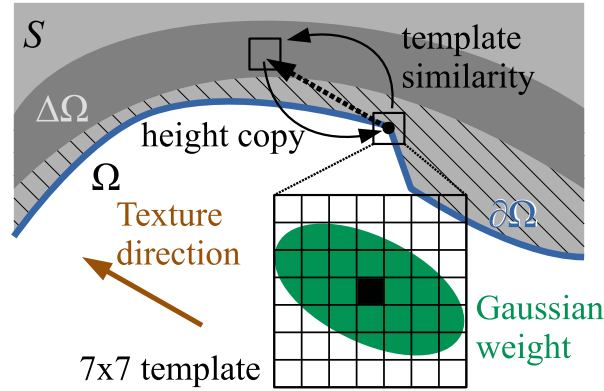 S
template
similarity
ΔΩ
height copy
Ω
∂Ω
Texture
direction
Gaussian
weight
7x7 template